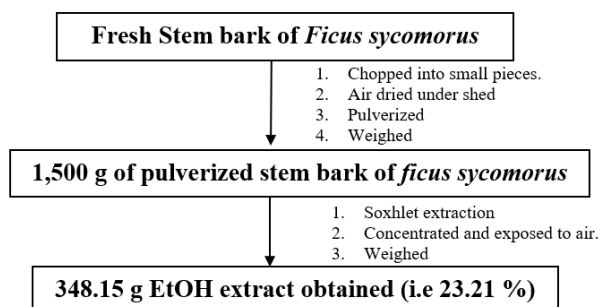 Fresh Stem bark of Ficus sycomorus
1. Chopped into small pieces.
2. Air dried under shed
3. Pulverized
4. Weighed
1,500 g of pulverized stem bark of ficus sycomorus
1. Soxhlet extraction
2. Concentrated and exposed to air.
3. Weighed
348.15 g EtOH extract obtained (i.e 23.21 %)